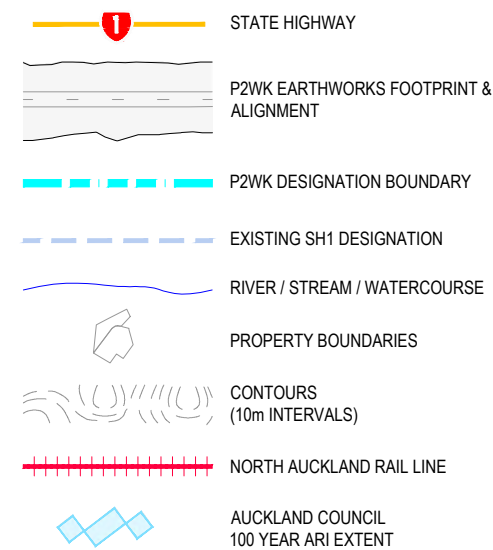 1 STATE HIGHWAY
P2WK EARTHWORKS FOOTPRINT &
ALIGNMENT
P2WK DESIGNATION BOUNDARY
EXISTING SH1 DESIGNATION
RIVER / STREAM / WATERCOURSE
PROPERTY BOUNDARIES
CONTOURS
(10m INTERVALS)
NORTH AUCKLAND RAIL LINE
AUCKLAND COUNCIL
100 YEAR ARI EXTENT